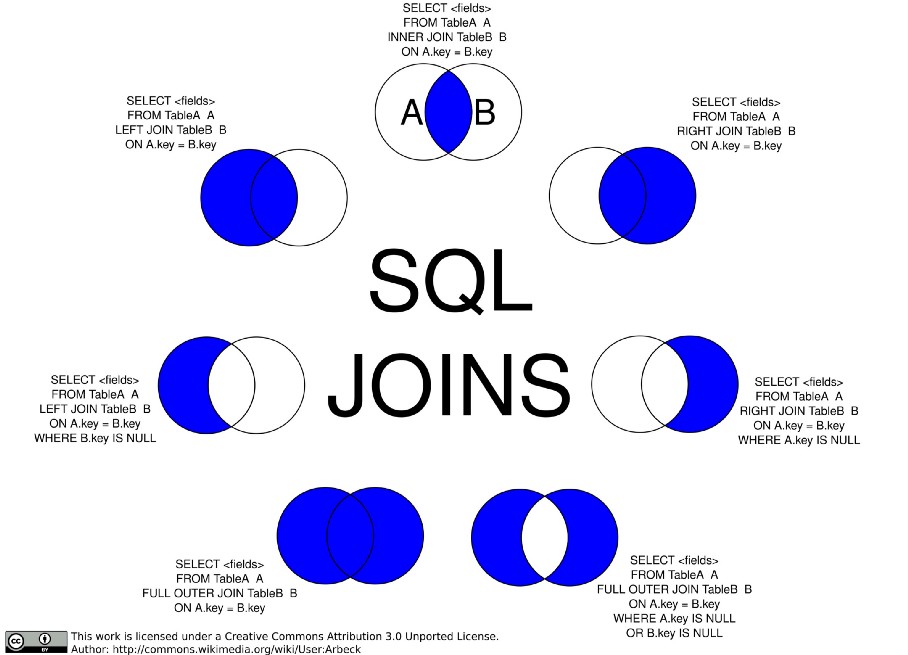 SELECT <fields>
FROM TableA A
INNER JOIN TableB B
ON A.key = B.key
A B
SELECT <fields>
FROM TableA A
LEFT JOIN TableB B
ON A.key = B.key
SELECT <fields>
FROM TableA A
RIGHT JOIN TableB B
ON A.key = B.key
SQL
JOINS
SELECT <fields>
FROM TableA A
LEFT JOIN TableB B
ON A.key = B.key
WHERE B.key IS NULL
SELECT <fields>
FROM TableA A
RIGHT JOIN TableB B
ON A.key = B.key
WHERE A.key IS NULL
SELECT <fields>
FROM TableA A
FULL OUTER JOIN TableB B
ON A.key = B.key
SELECT <fields>
FROM TableA A
FULL OUTER JOIN TableB B
ON A.key = B.key
WHERE A.key IS NULL
OR B.key IS NULL
cc
BY
This work is licensed under a Creative Commons Attribution 3.0 Unported License.
Author: http://commons.wikimedia.org/wiki/User:Arbeck